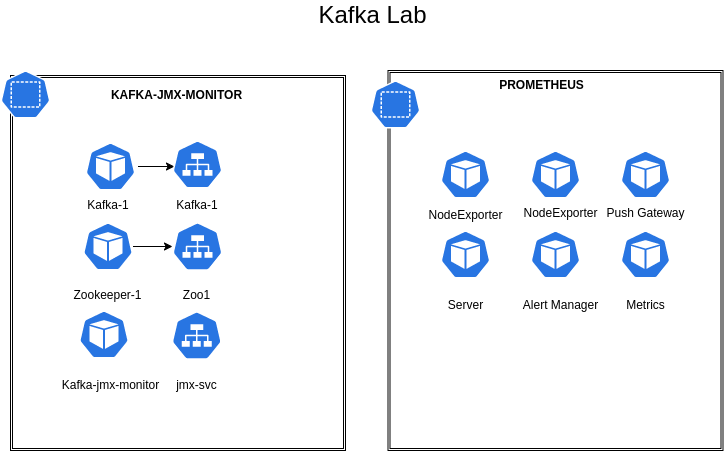 Kafka Lab
KAFKA-JMX-MONITOR
Kafka-1
Kafka-1
Zookeeper-1
Zoo1
Kafka-jmx-monitor
jmx-svc
PROMETHEUS
NodeExporter
NodeExporter
Push Gateway
Server
Alert Manager
Metrics